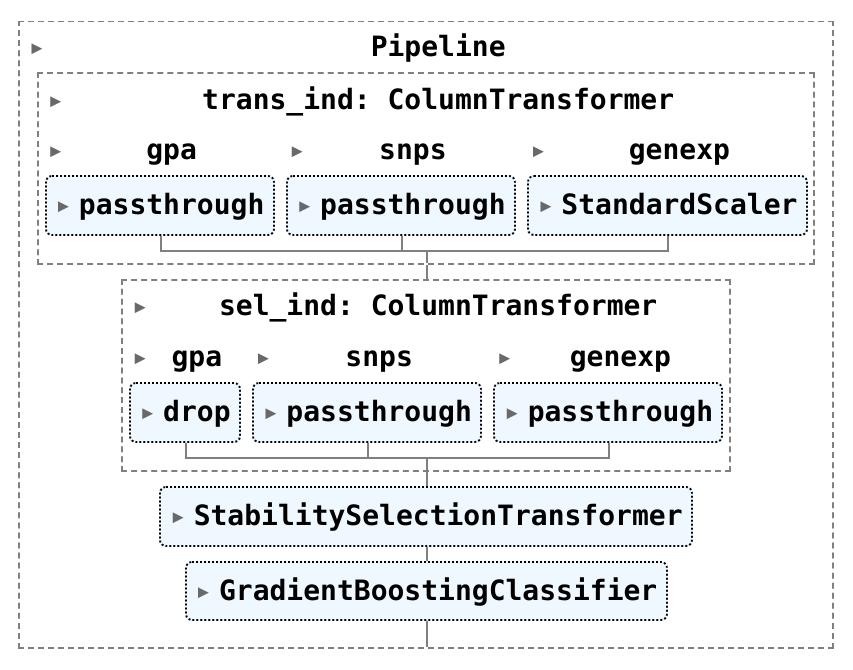 Pipeline
trans_ind: ColumnTransformer
gpa snps genexp
passthrough passthrough StandardScaler
sel_ind: ColumnTransformer
gpa snps genexp
drop passthrough passthrough
StabilitySelectionTransformer
GradientBoostingClassifier